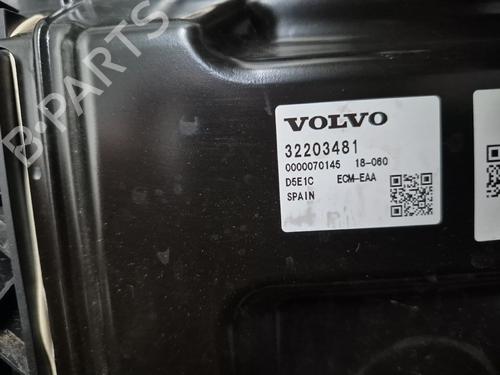 B-PARTS
VOLVO
32203481
0000070145 18-060
D5E1C ECM-EAA
SPAIN